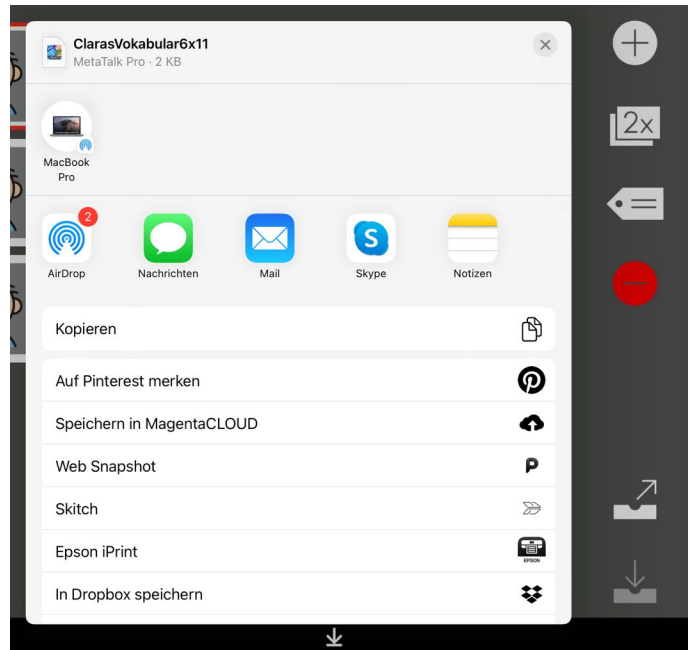 ClarasVokabular6x11
MetaTalk Pro · 2 KB
2x
MacBook
Pro
2
AirDrop
Nachrichten
Mail
S
Skype
Notizen
Kopieren
Auf Pinterest merken
Speichern in MagentaCLOUD
Web Snapshot
P
Skitch
Epson iPrint
EPSON
In Dropbox speichern